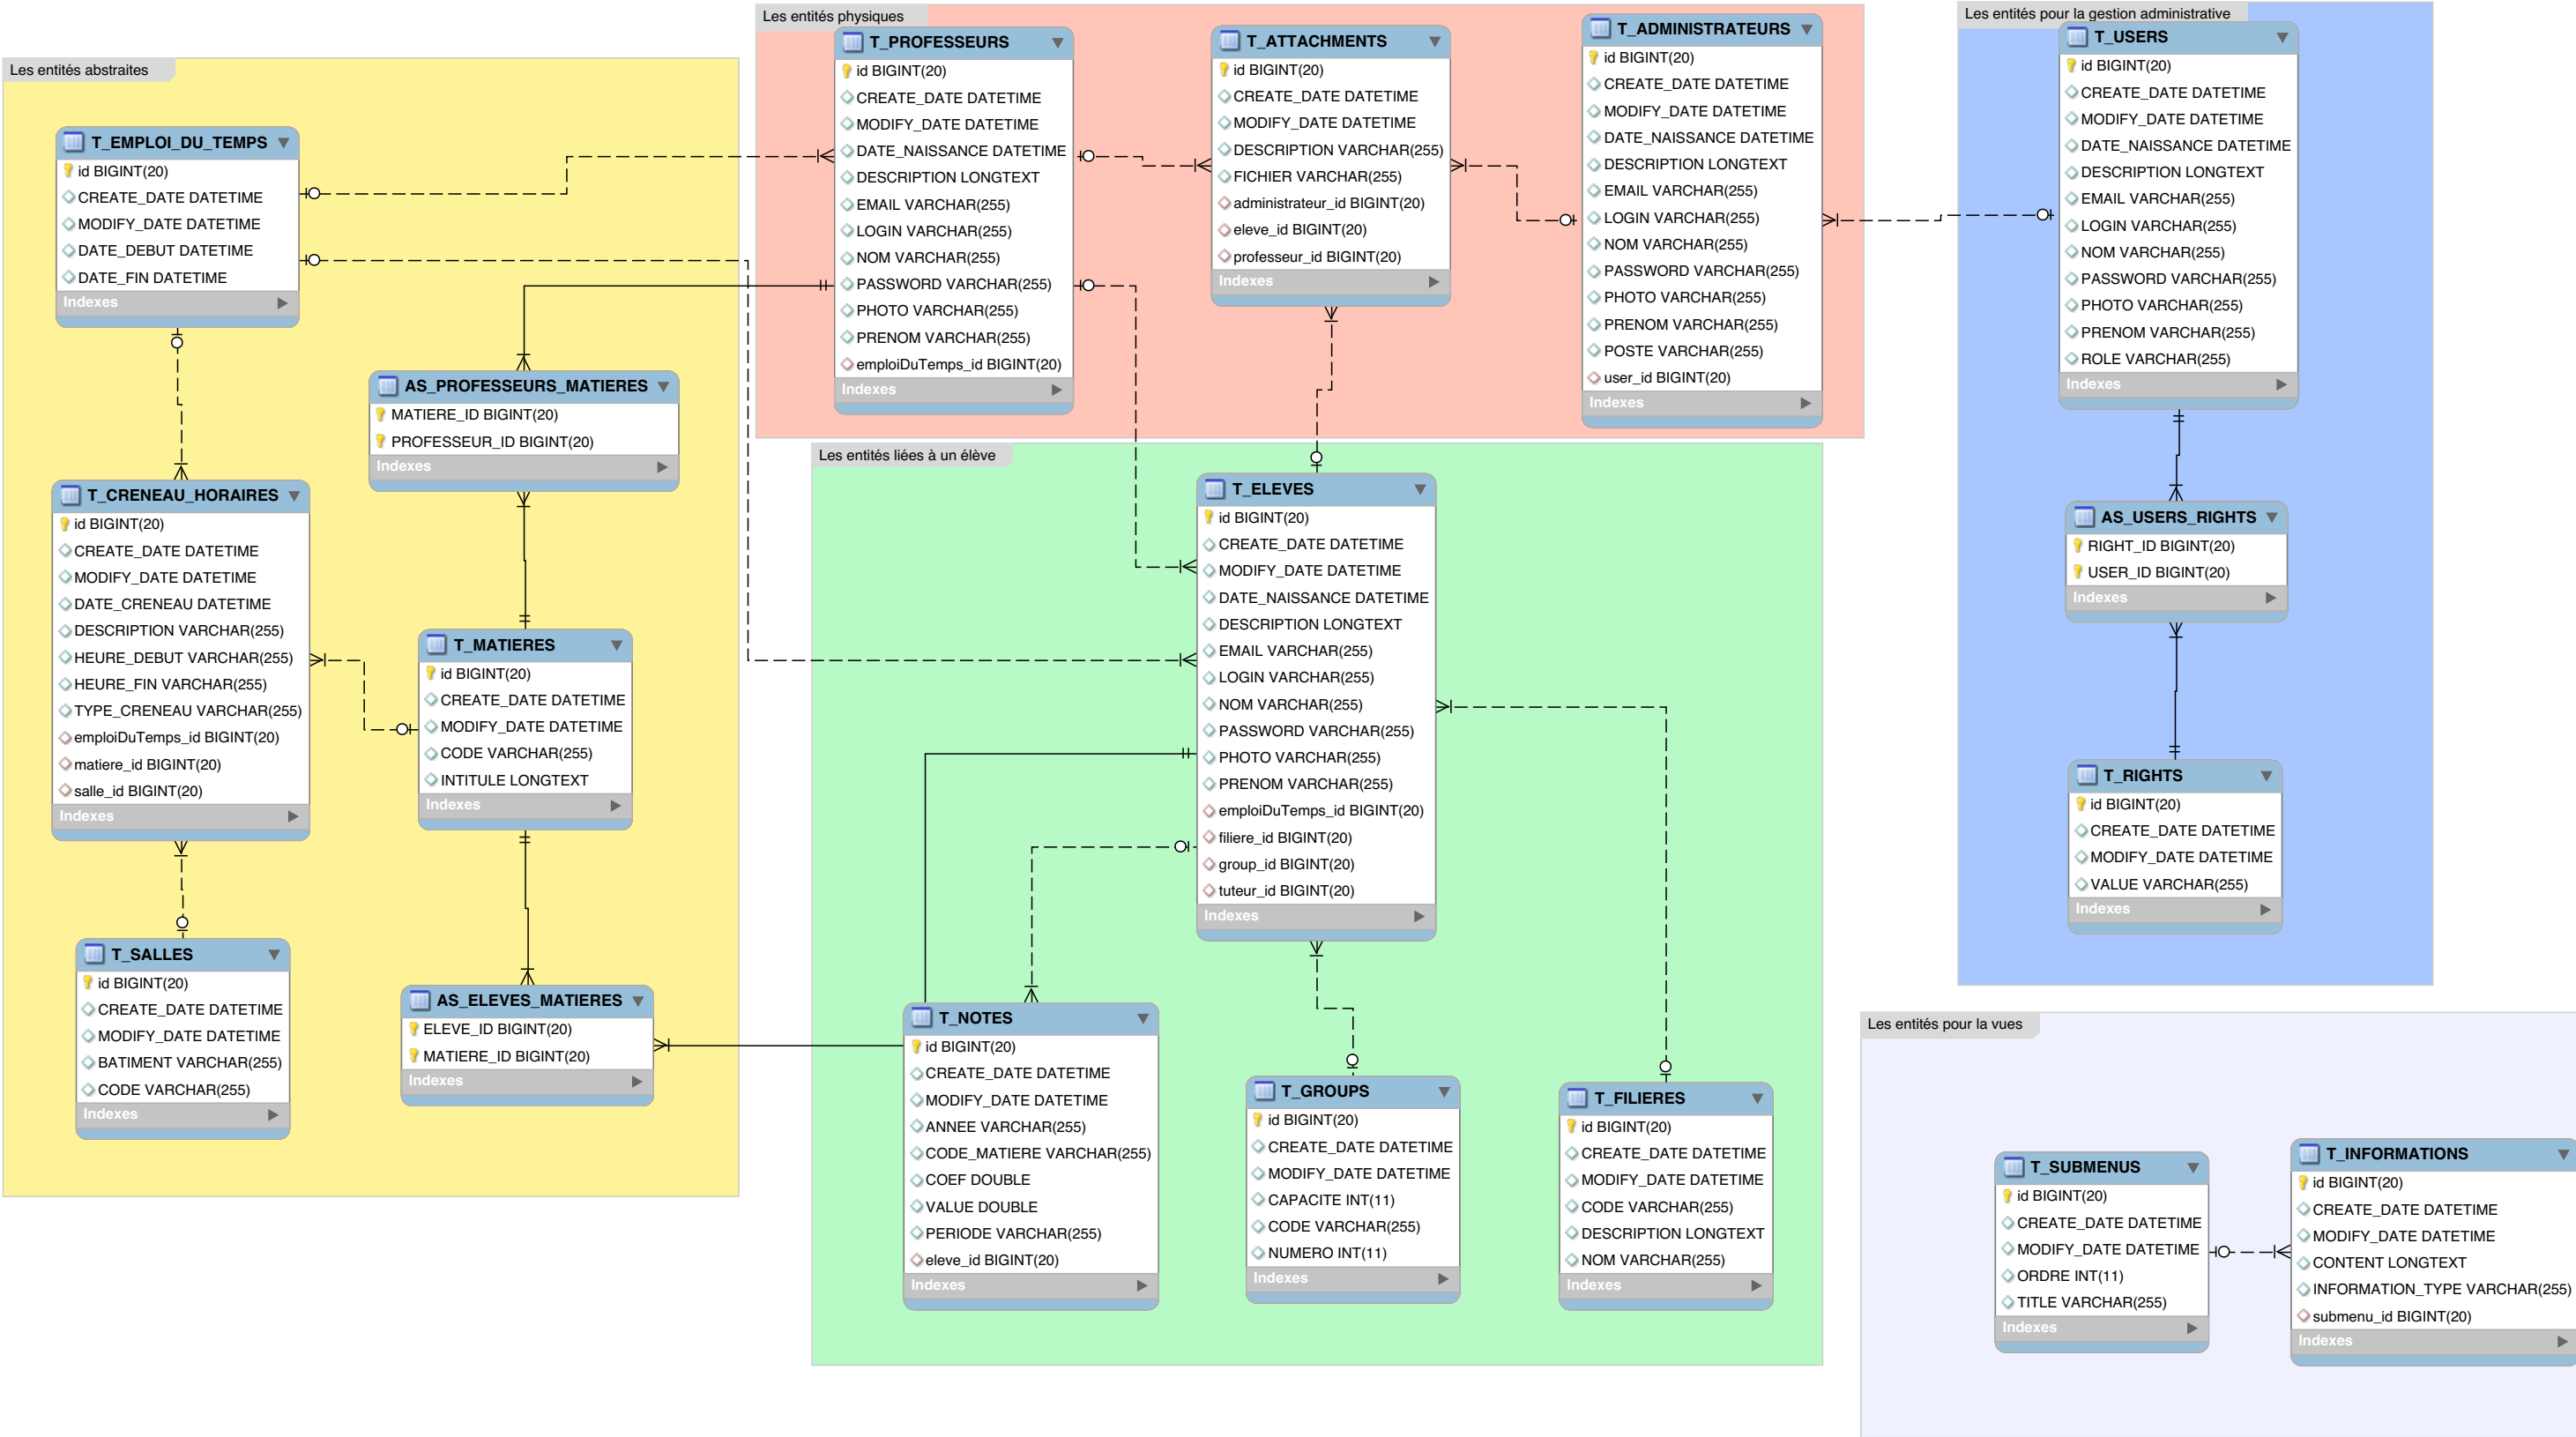 Les entités abstraites
T_EMPLOI_DU_TEMPS
id BIGINT(20)
CREATE_DATE DATETIME
MODIFY_DATE DATETIME
DATE_DEBUT DATETIME
DATE_FIN DATETIME
Indexes
AS_PROFESSEURS_MATIERES
MATIERE_ID BIGINT(20)
PROFESSEUR_ID BIGINT(20)
Indexes
T_CRENEAU_HORAIRES
id BIGINT(20)
CREATE_DATE DATETIME
MODIFY_DATE DATETIME
DATE_CRENEAU DATETIME
DESCRIPTION VARCHAR(255)
HEURE_DEBUT VARCHAR(255)
HEURE_FIN VARCHAR(255)
TYPE_CRENEAU VARCHAR(255)
emploiDuTemps_id BIGINT(20)
matiere_id BIGINT(20)
salle_id BIGINT(20)
Indexes
T_MATIERES
id BIGINT(20)
CREATE_DATE DATETIME
MODIFY_DATE DATETIME
CODE VARCHAR(255)
INTITULE LONGTEXT
Indexes
T_SALLES
id BIGINT(20)
CREATE_DATE DATETIME
MODIFY_DATE DATETIME
BATIMENT VARCHAR(255)
CODE VARCHAR(255)
Indexes
AS_ELEVES_MATIERES
ELEVE_ID BIGINT(20)
MATIERE_ID BIGINT(20)
Indexes
Les entités physiques
T_PROFESSEURS
id BIGINT(20)
CREATE_DATE DATETIME
MODIFY_DATE DATETIME
DATE_NAISSANCE DATETIME
DESCRIPTION LONGTEXT
EMAIL VARCHAR(255)
LOGIN VARCHAR(255)
NOM VARCHAR(255)
PASSWORD VARCHAR(255)
PHOTO VARCHAR(255)
PRENOM VARCHAR(255)
emploiDuTemps_id BIGINT(20)
Indexes
T_ATTACHMENTS
id BIGINT(20)
CREATE_DATE DATETIME
MODIFY_DATE DATETIME
DESCRIPTION VARCHAR(255)
FICHIER VARCHAR(255)
administrateur_id BIGINT(20)
eleve_id BIGINT(20)
professeur_id BIGINT(20)
Indexes
T_ADMINISTRATEURS
id BIGINT(20)
CREATE_DATE DATETIME
MODIFY_DATE DATETIME
DATE_NAISSANCE DATETIME
DESCRIPTION LONGTEXT
EMAIL VARCHAR(255)
LOGIN VARCHAR(255)
NOM VARCHAR(255)
PASSWORD VARCHAR(255)
PHOTO VARCHAR(255)
PRENOM VARCHAR(255)
POSTE VARCHAR(255)
user_id BIGINT(20)
Indexes
Les entités liées à un élève
T_ELEVES
id BIGINT(20)
CREATE_DATE DATETIME
MODIFY_DATE DATETIME
DATE_NAISSANCE DATETIME
DESCRIPTION LONGTEXT
EMAIL VARCHAR(255)
LOGIN VARCHAR(255)
NOM VARCHAR(255)
PASSWORD VARCHAR(255)
PHOTO VARCHAR(255)
PRENOM VARCHAR(255)
emploiDuTemps_id BIGINT(20)
filiere_id BIGINT(20)
group_id BIGINT(20)
tuteur_id BIGINT(20)
Indexes
T_NOTES
id BIGINT(20)
CREATE_DATE DATETIME
MODIFY_DATE DATETIME
ANNEE VARCHAR(255)
CODE_MATIERE VARCHAR(255)
COEF DOUBLE
VALUE DOUBLE
PERIODE VARCHAR(255)
eleve_id BIGINT(20)
Indexes
T_GROUPS
id BIGINT(20)
CREATE_DATE DATETIME
MODIFY_DATE DATETIME
CAPACITE INT(11)
CODE VARCHAR(255)
NUMERO INT(11)
Indexes
T_FILIERES
id BIGINT(20)
CREATE_DATE DATETIME
MODIFY_DATE DATETIME
CODE VARCHAR(255)
DESCRIPTION LONGTEXT
NOM VARCHAR(255)
Indexes
Les entités pour la gestion administrative
T_USERS
id BIGINT(20)
CREATE_DATE DATETIME
MODIFY_DATE DATETIME
DATE_NAISSANCE DATETIME
DESCRIPTION LONGTEXT
EMAIL VARCHAR(255)
LOGIN VARCHAR(255)
NOM VARCHAR(255)
PASSWORD VARCHAR(255)
PHOTO VARCHAR(255)
PRENOM VARCHAR(255)
ROLE VARCHAR(255)
Indexes
AS_USERS_RIGHTS
RIGHT_ID BIGINT(20)
USER_ID BIGINT(20)
Indexes
T_RIGHTS
id BIGINT(20)
CREATE_DATE DATETIME
MODIFY_DATE DATETIME
VALUE VARCHAR(255)
Indexes
Les entités pour la vues
T_SUBMENUS
id BIGINT(20)
CREATE_DATE DATETIME
MODIFY_DATE DATETIME
ORDRE INT(11)
TITLE VARCHAR(255)
Indexes
T_INFORMATIONS
id BIGINT(20)
CREATE_DATE DATETIME
MODIFY_DATE DATETIME
CONTENT LONGTEXT
INFORMATION_TYPE VARCHAR(255)
submenu_id BIGINT(20)
Indexes